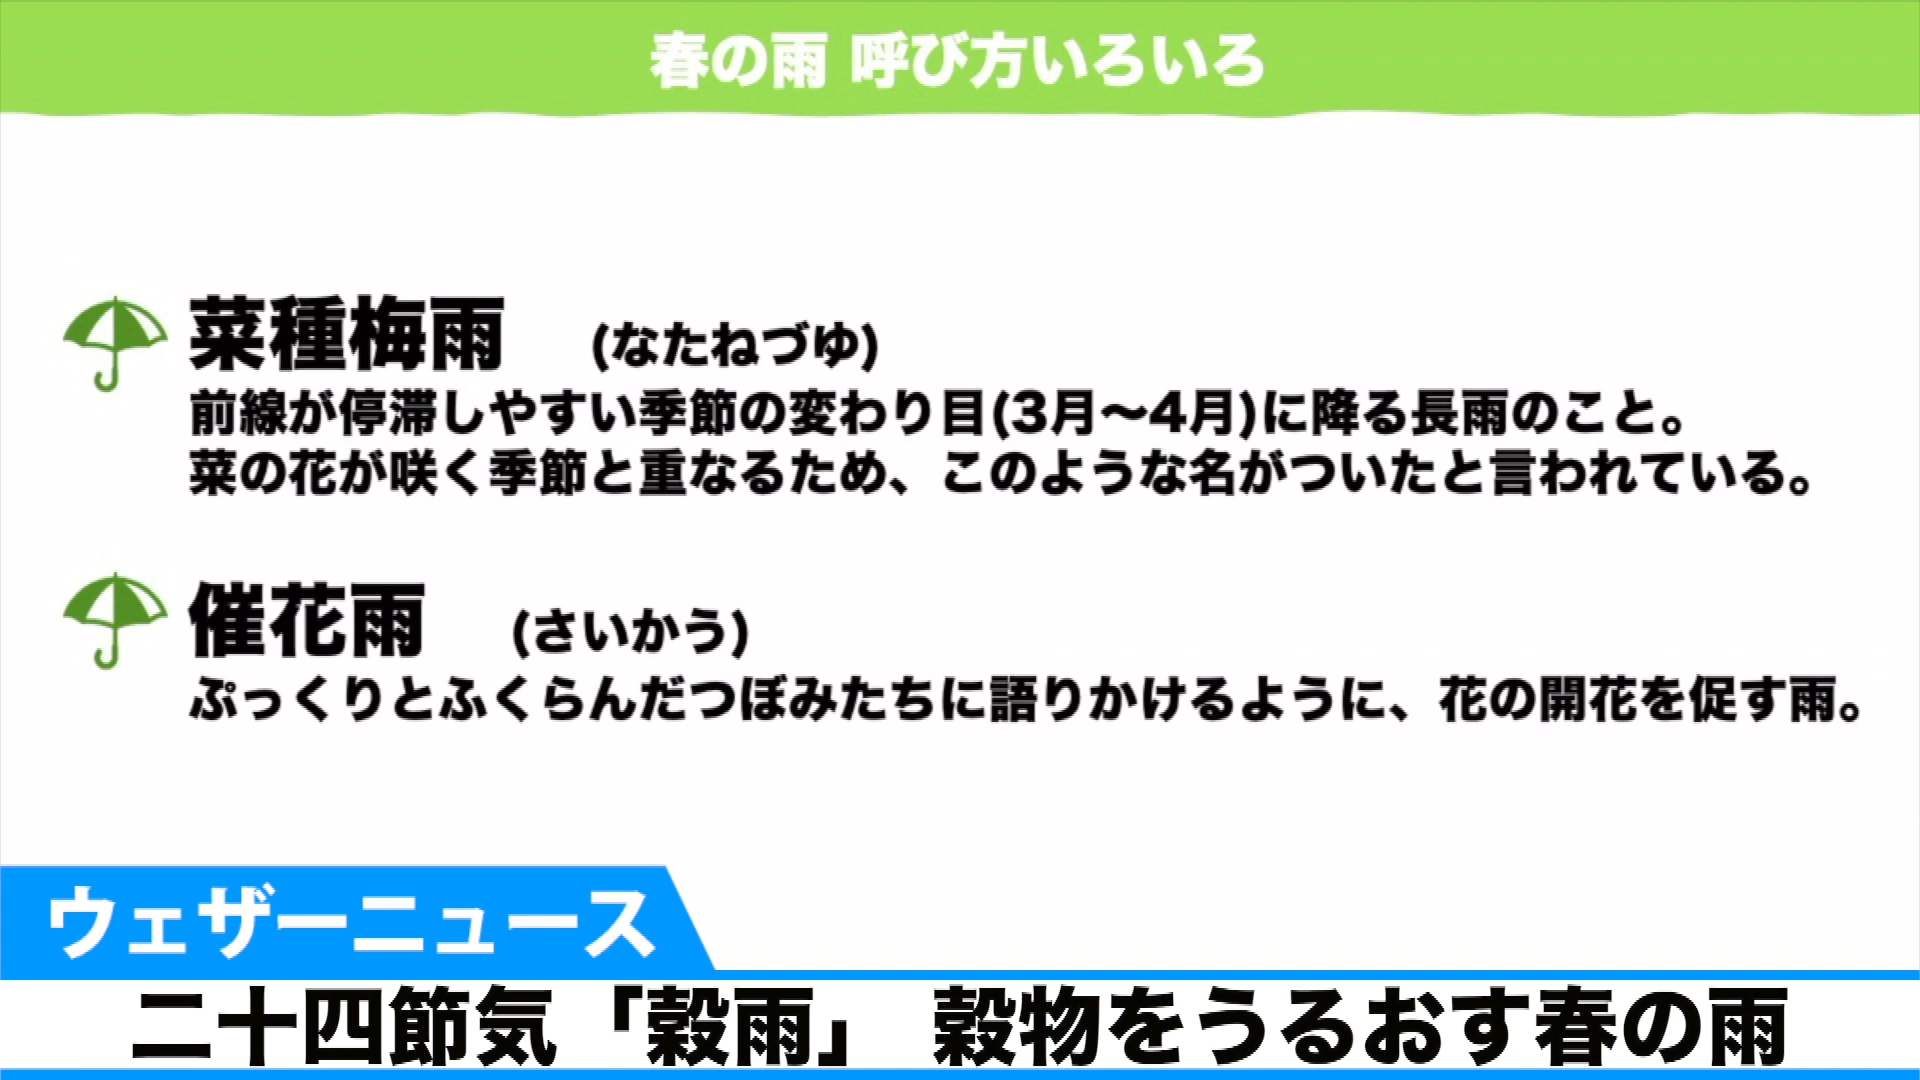 春の雨 呼び方いろいろ
菜種梅雨 (なたねづゆ)
前線が停滞しやすい季節の変わり目(3月〜4月)に降る長雨のこと。
菜の花が咲く季節と重なるため、このような名がついたと言われている。
催花雨 (さいかう)
ぷっくりとふくらんだつぼみたちに語りかけるように、花の開花を促す雨。
ウェザーニュース
二十四節気「穀雨」 穀物をうるおす春の雨